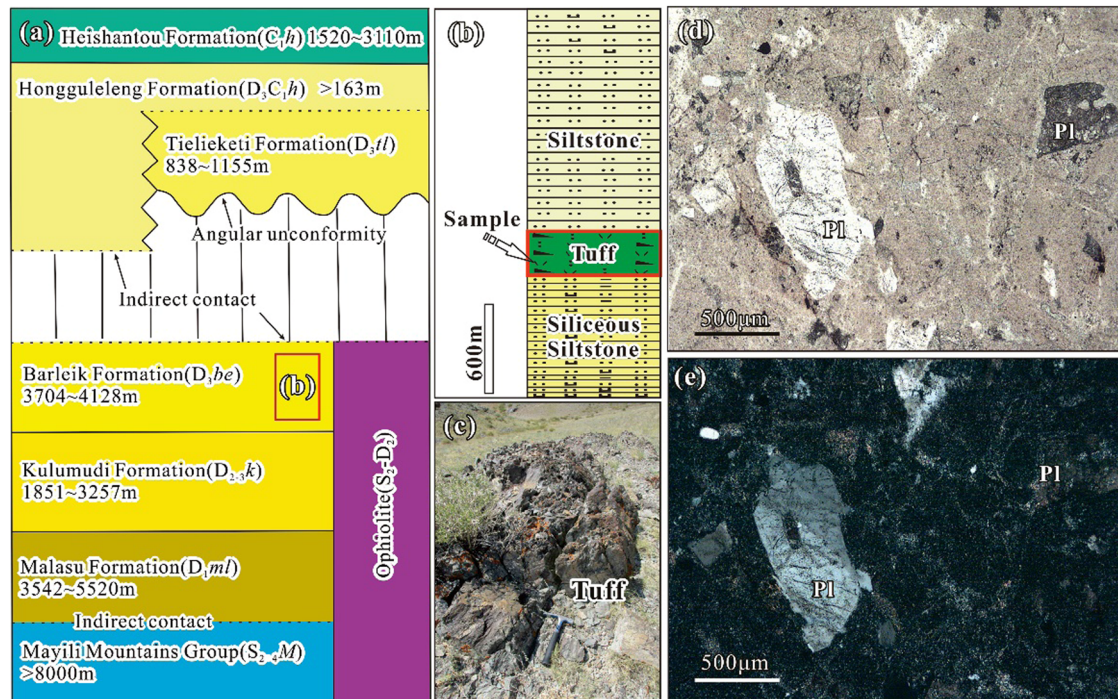 (a)
Heishantou Formation(C₁h) 1520~3110m
Hongguleleng Formation(D₃C₁h) >163m
Tielieketi Formation(D₃tl)
838~1155m
Angular unconformity
Indirect contact
Barleik Formation(D₃be)
3704~4128m
(b)
Kulumudi Formation(D₂₋₃k)
1851~3257m
Malasu Formation(D₁ml)
3542~5520m
Indirect contact
Mayili Mountains Group(S₂₋₄M)
>8000m
Ophiolite(S₂-D₂)
(b)
Siltstone
Sample
Tuff
Siliceous
Siltstone
600m
(c)
Tuff
(d)
Pl
Pl
500μm
(e)
Pl
Pl
500μm